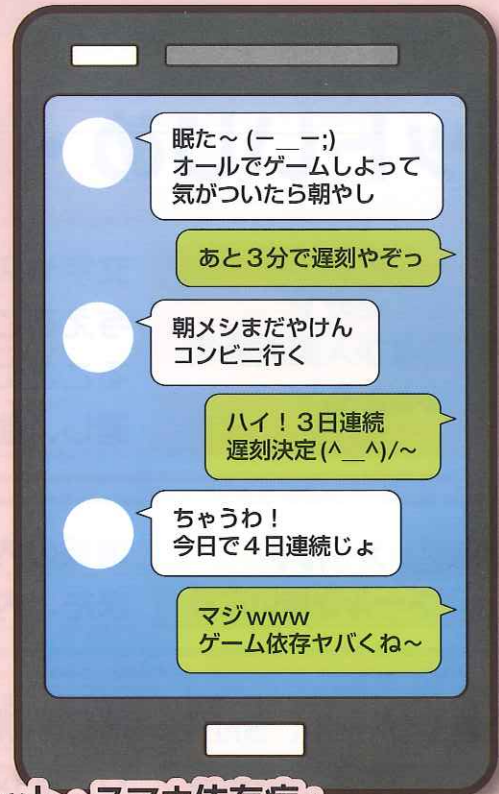 眠た～(ー__ー;)
オールでゲームしよって
気がついたら朝やし
あと3分で遅刻やぞっ
朝メシまだやけん
コンビニ行く
ハイ！3日連続
遅刻決定(^__^)/~
ちゃうわ！
今日で4日連続じょ
マジwww
ゲーム依存ヤバくね～